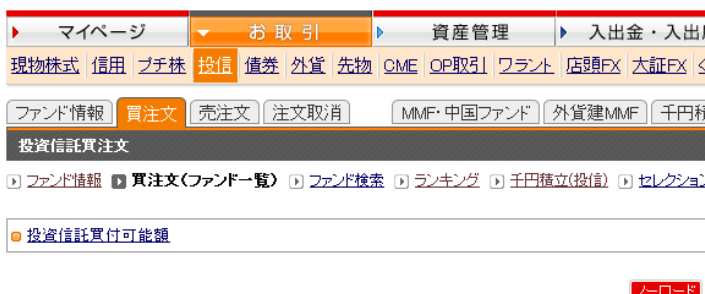 マイページ お取引 資産管理 入出金・入出
現物株式 信用 プチ株 投信 債券 外貨 先物 CME OP取引 ワラント 店頭FX 大証FX
ファンド情報 買注文 売注文 注文取消 MMF・中国ファンド 外貨建MMF 千円積
投資信託買注文
ファンド情報 買注文(ファンド一覧) ファンド検索 ランキング 千円積立(投信) セレクション
投資信託買付可能額
ノーロード